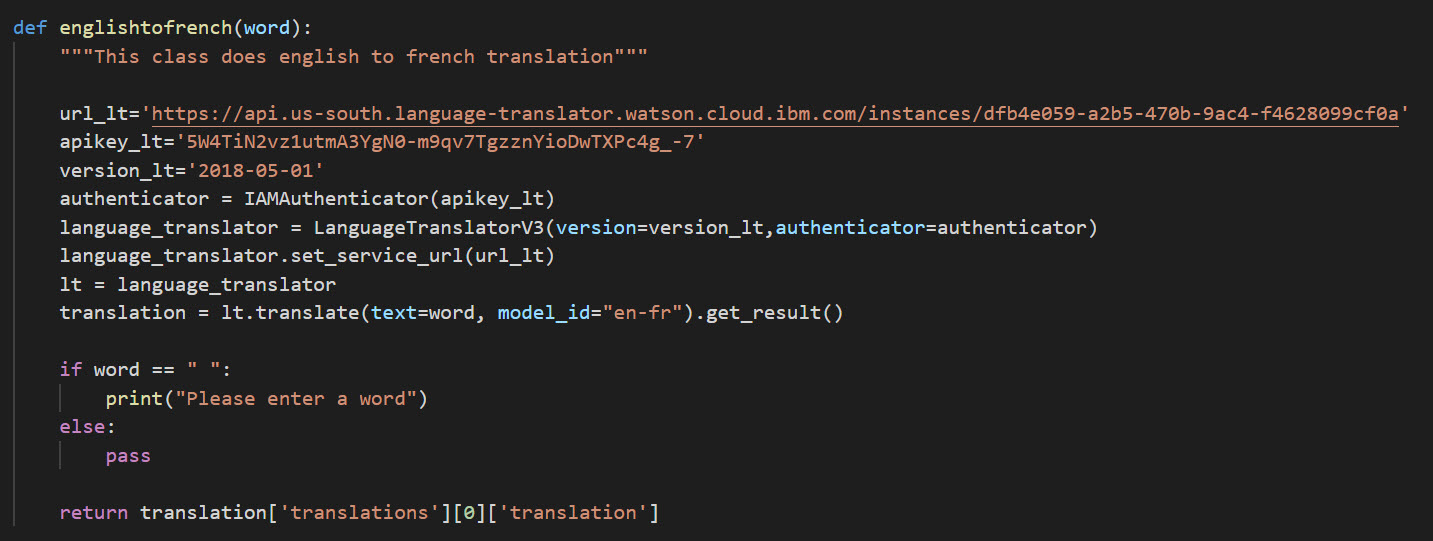 def englishtofrench(word):
    """This class does english to french translation"""

    url_lt='https://api.us-south.language-translator.watson.cloud.ibm.com/instances/dfb4e059-a2b5-470b-9ac4-f4628099cf0a'
    apikey_lt='5W4TiN2vz1utmA3YgN0-m9qv7TgzznYioDwTXPc4g_-7'
    version_lt='2018-05-01'
    authenticator = IAMAuthenticator(apikey_lt)
    language_translator = LanguageTranslatorV3(version=version_lt,authenticator=authenticator)
    language_translator.set_service_url(url_lt)
    lt = language_translator
    translation = lt.translate(text=word, model_id="en-fr").get_result()

    if word == " ":
        print("Please enter a word")
    else:
        pass

    return translation['translations'][0]['translation']